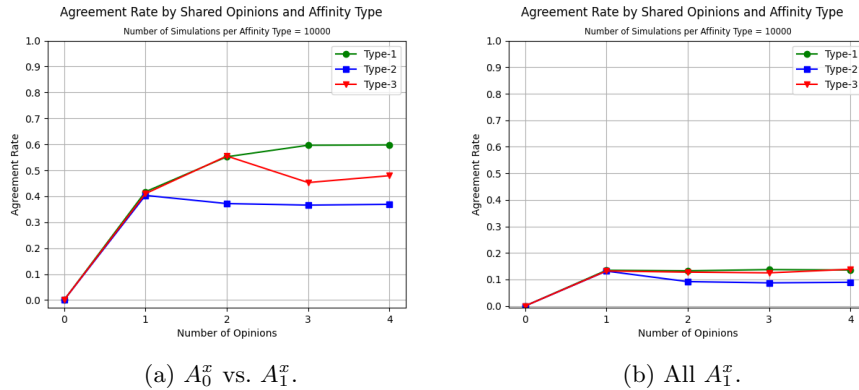 Agreement Rate by Shared Opinions and Affinity Type
Number of Simulations per Affinity Type = 10000
1.0
0.9
0.8
0.7
0.6
0.5
0.4
0.3
0.2
0.1
0.0
Agreement Rate
Type-1
Type-2
Type-3
0 1 2 3 4
Number of Opinions
(a) A₀ˣ vs. A₁ˣ.
Agreement Rate by Shared Opinions and Affinity Type
Number of Simulations per Affinity Type = 10000
1.0
0.9
0.8
0.7
0.6
0.5
0.4
0.3
0.2
0.1
0.0
Agreement Rate
Type-1
Type-2
Type-3
0 1 2 3 4
Number of Opinions
(b) All A₁ˣ.